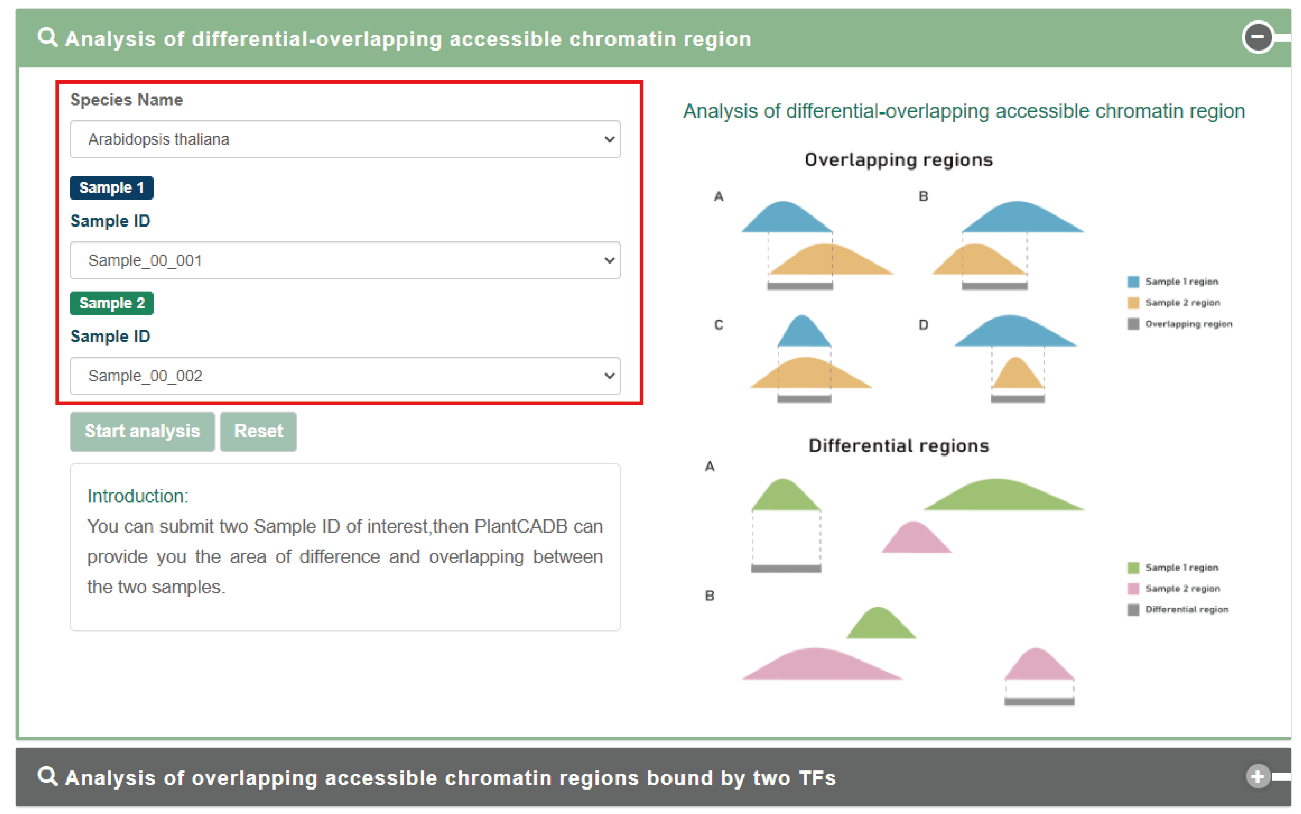 Analysis of differential-overlapping accessible chromatin region
Species Name
Arabidopsis thaliana
Sample 1
Sample ID
Sample_00_001
Sample 2
Sample ID
Sample_00_002
Start analysis Reset
Introduction:
You can submit two Sample ID of interest,then PlantCADB can
provide you the area of difference and overlapping between
the two samples.
Analysis of differential-overlapping accessible chromatin region
Overlapping regions
A B
C D
Sample 1 region
Sample 2 region
Overlapping region
Differential regions
A
B
Sample 1 region
Sample 2 region
Differential region
Analysis of overlapping accessible chromatin regions bound by two TFs